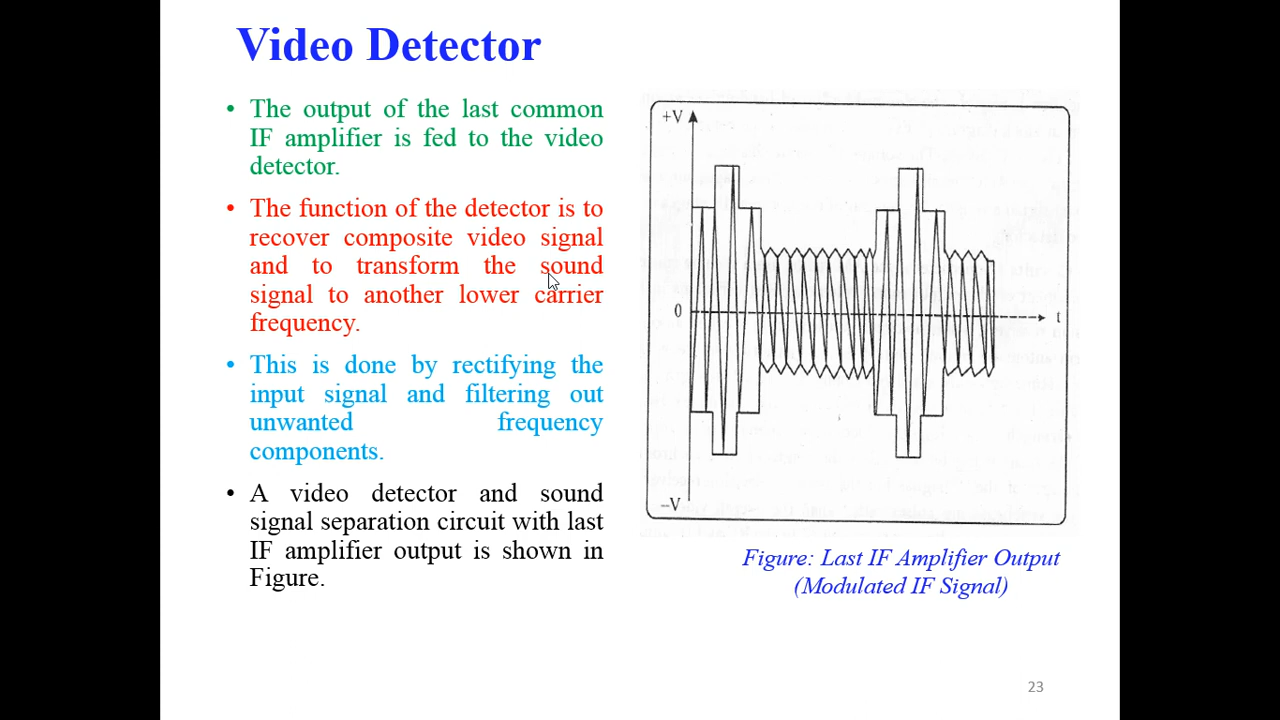 Video Detector
• The output of the last common
IF amplifier is fed to the video
detector.
• The function of the detector is to
recover composite video signal
and to transform the sound
signal to another lower carrier
frequency.
• This is done by rectifying the
input signal and filtering out
unwanted frequency
components.
• A video detector and sound
signal separation circuit with last
IF amplifier output is shown in
Figure.
+V
0
t
–V
Figure: Last IF Amplifier Output
(Modulated IF Signal)
23